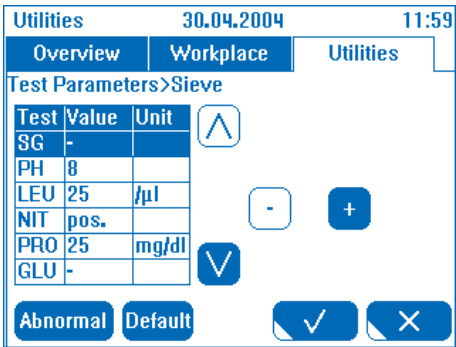 Utilities 30.04.2004 11:59
Overview Workplace Utilities
Test Parameters>Sieve
Test Value Unit
SG -
PH 8
LEU 25 /µl
NIT pos.
PRO 25 mg/dl
GLU -
- +
Abnormal Default